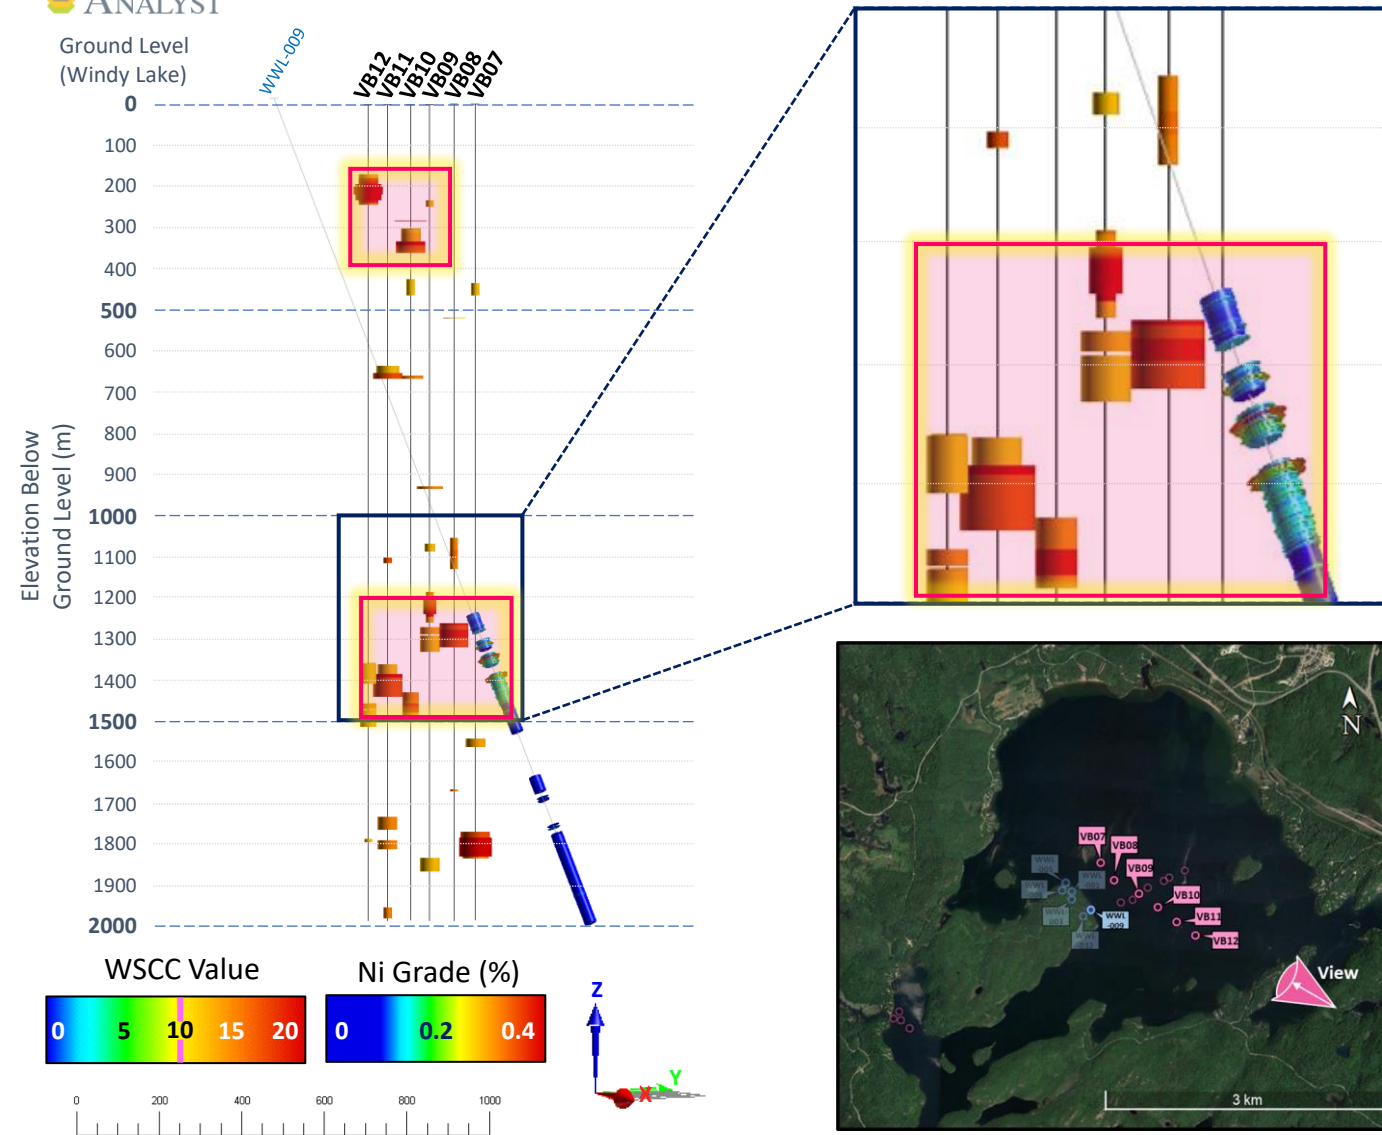 ANALYST
Ground Level
(Windy Lake)
WWL-009
VB12
VB11
VB10
VB09
VB08
VB07
Elevation Below
Ground Level (m)
0
100
200
300
400
500
600
700
800
900
1000
1100
1200
1300
1400
1500
1600
1700
1800
1900
2000
WSCC Value
0 5 10 15 20
Ni Grade (%)
0 0.2 0.4
Z
Y
X
0 200 400 600 800 1000
N
VB07
VB08
VB09
VB10
VB11
VB12
WWL
-009
View
3 km